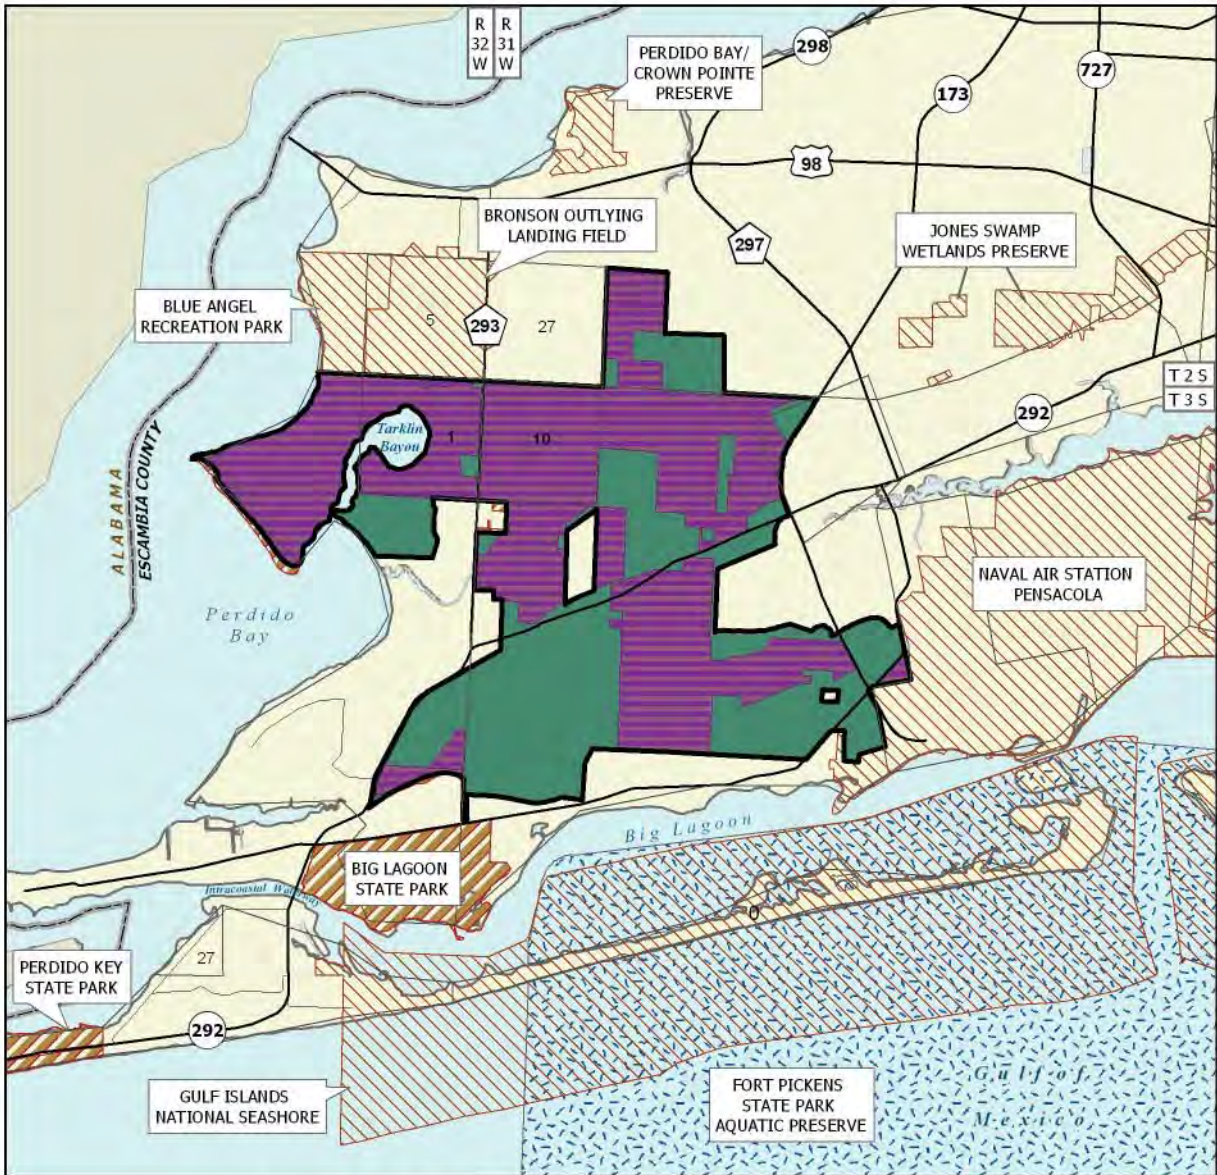 R
32
W
R
31
W
PERDIDO BAY/
CROWN POINTE
PRESERVE
298
173
727
98
BRONSON OUTLYING
LANDING FIELD
297
JONES SWAMP
WETLANDS PRESERVE
BLUE ANGEL
RECREATION PARK
5
293
27
T 2 S
T 3 S
292
Tarkiln
Bayou
1
10
ALABAMA
ESCAMBIA COUNTY
NAVAL AIR STATION
PENSACOLA
Perdido
Bay
Big Lagoon
BIG LAGOON
STATE PARK
Intracoastal Waterway
0
27
PERDIDO KEY
STATE PARK
292
GULF ISLANDS
NATIONAL SEASHORE
FORT PICKENS
STATE PARK
AQUATIC PRESERVE
Gulf of
Mexico